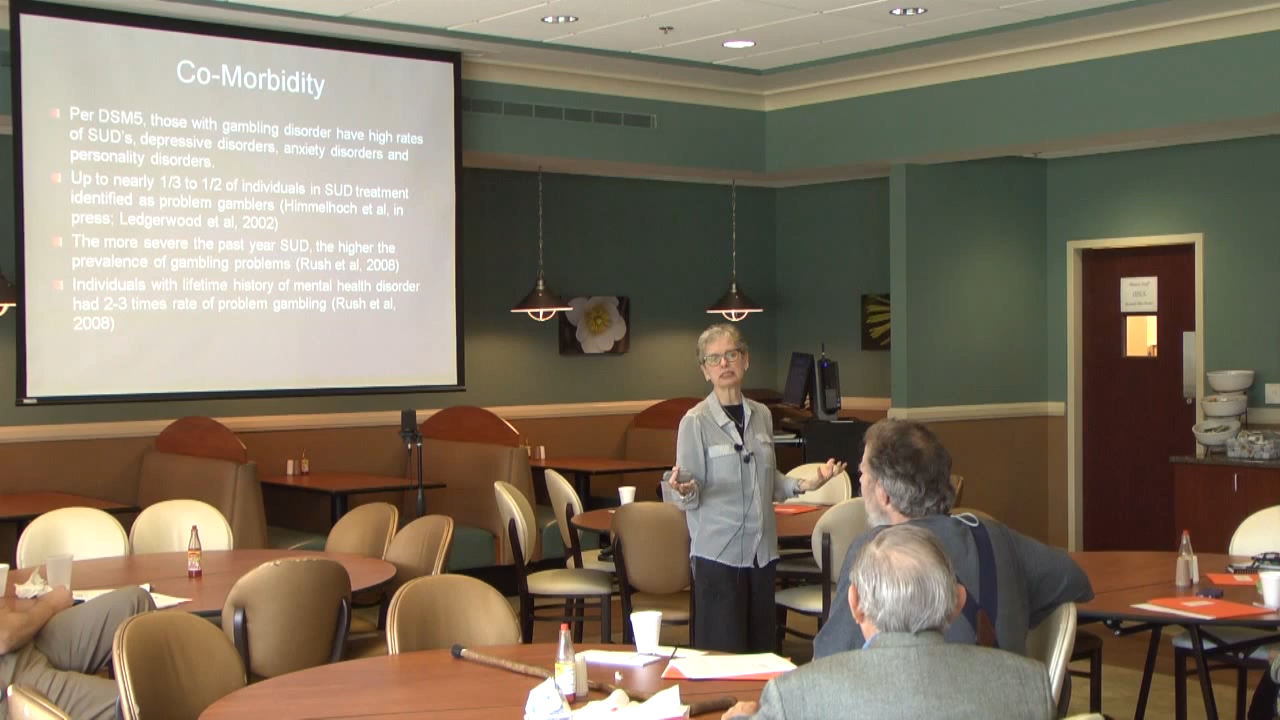 Co-Morbidity
Per DSM5, those with gambling disorder have high rates
of SUD's, depressive disorders, anxiety disorders and
personality disorders.
Up to nearly 1/3 to 1/2 of individuals in SUD treatment
identified as problem gamblers (Himmelhoch et al, in
press; Ledgerwood et al, 2002)
The more severe the past year SUD, the higher the
prevalence of gambling problems (Rush et al, 2008)
Individuals with lifetime history of mental health disorder
had 2-3 times rate of problem gambling (Rush et al,
2008)